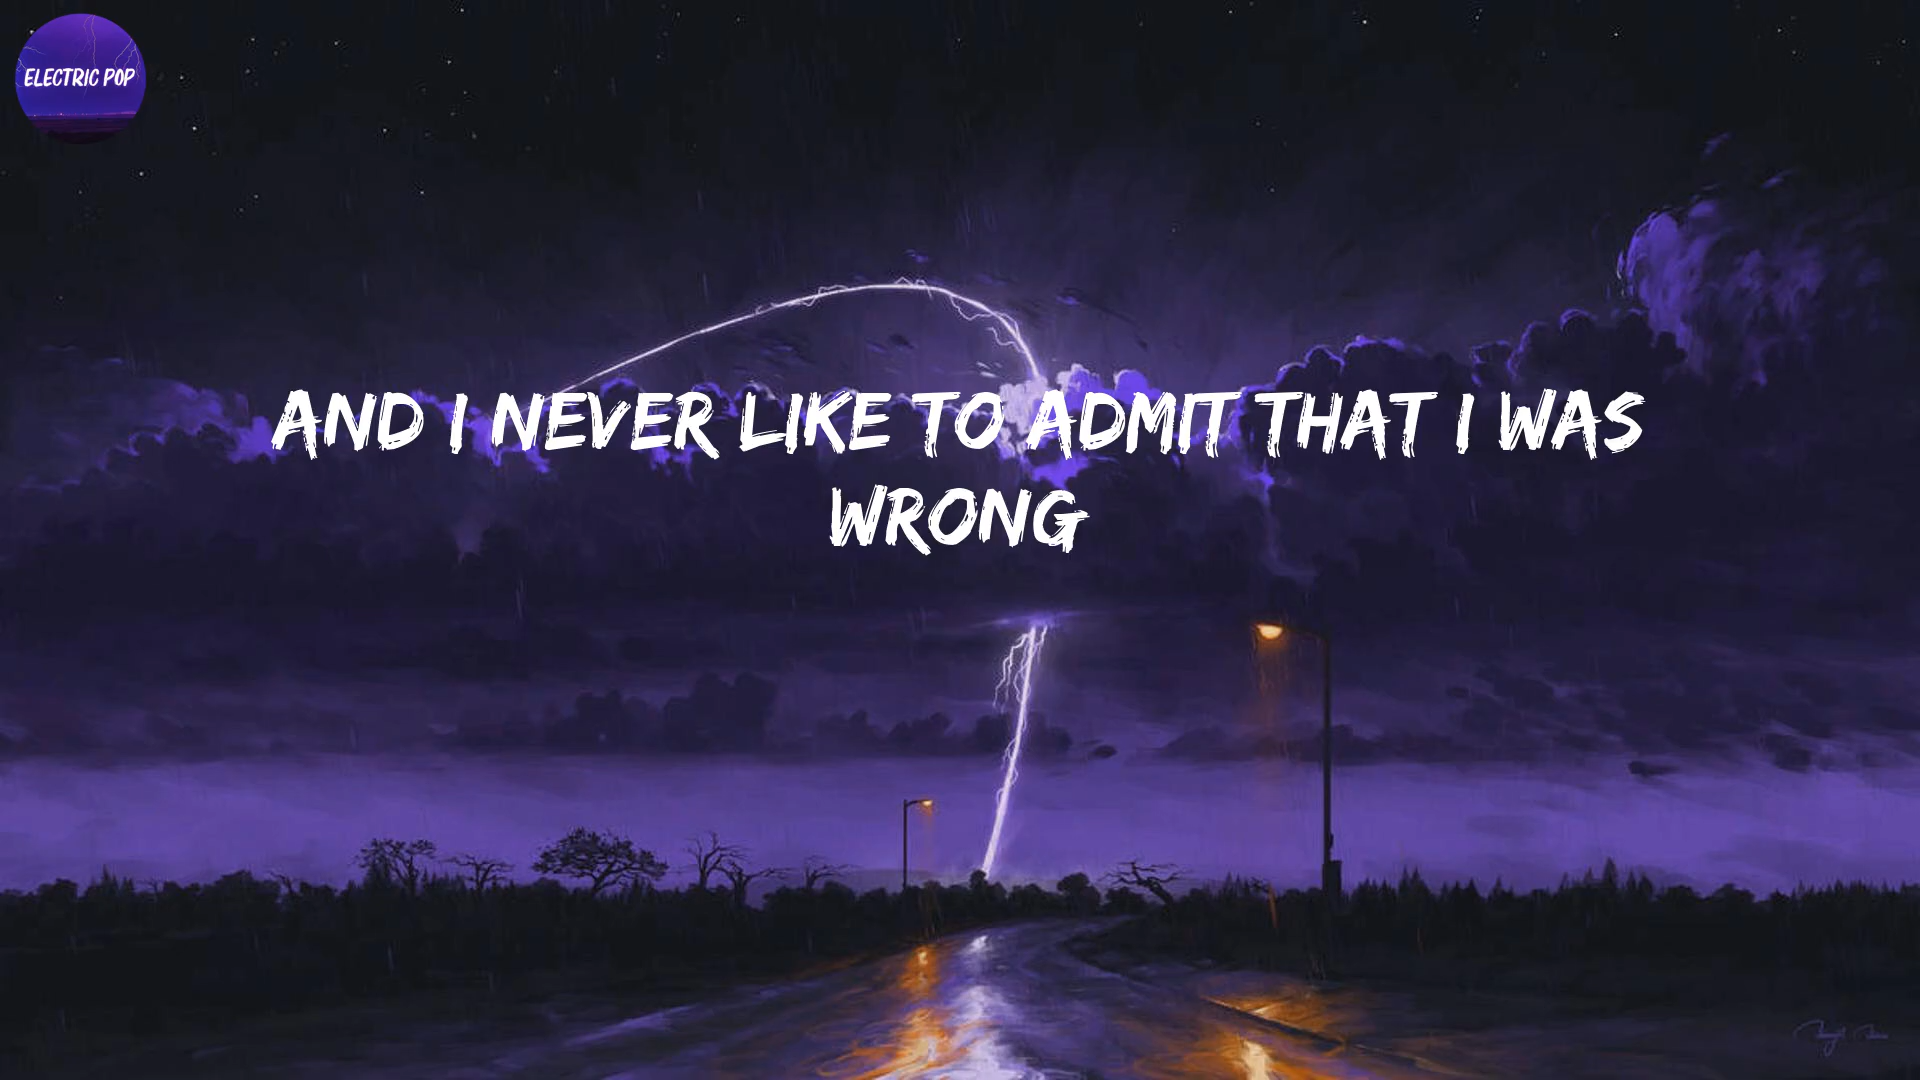 ELECTRIC POP
AND I NEVER LIKE TO ADMIT THAT I WAS
WRONG